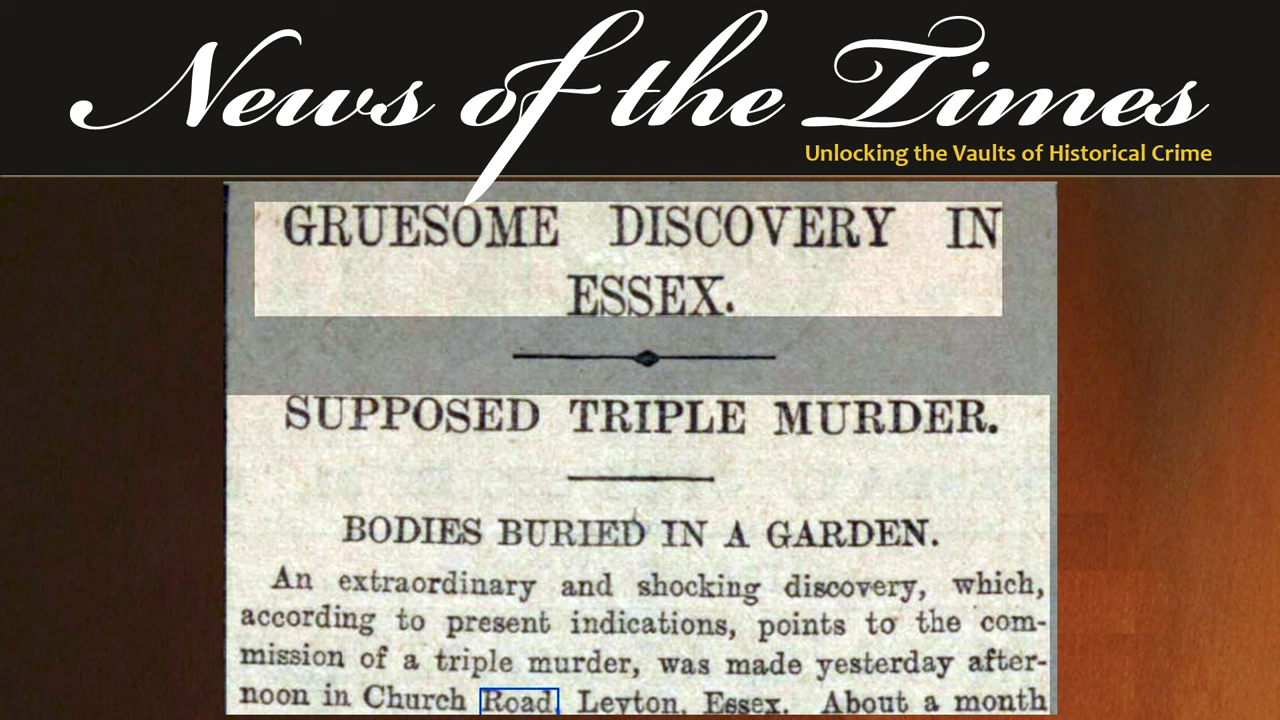 News of the Times
Unlocking the Vaults of Historical Crime
GRUESOME DISCOVERY IN
ESSEX.
SUPPOSED TRIPLE MURDER.
BODIES BURIED IN A GARDEN.
An extraordinary and shocking discovery, which,
according to present indications, points to the com-
mission of a triple murder, was made yesterday after-
noon in Church Road, Leyton, Essex. About a month